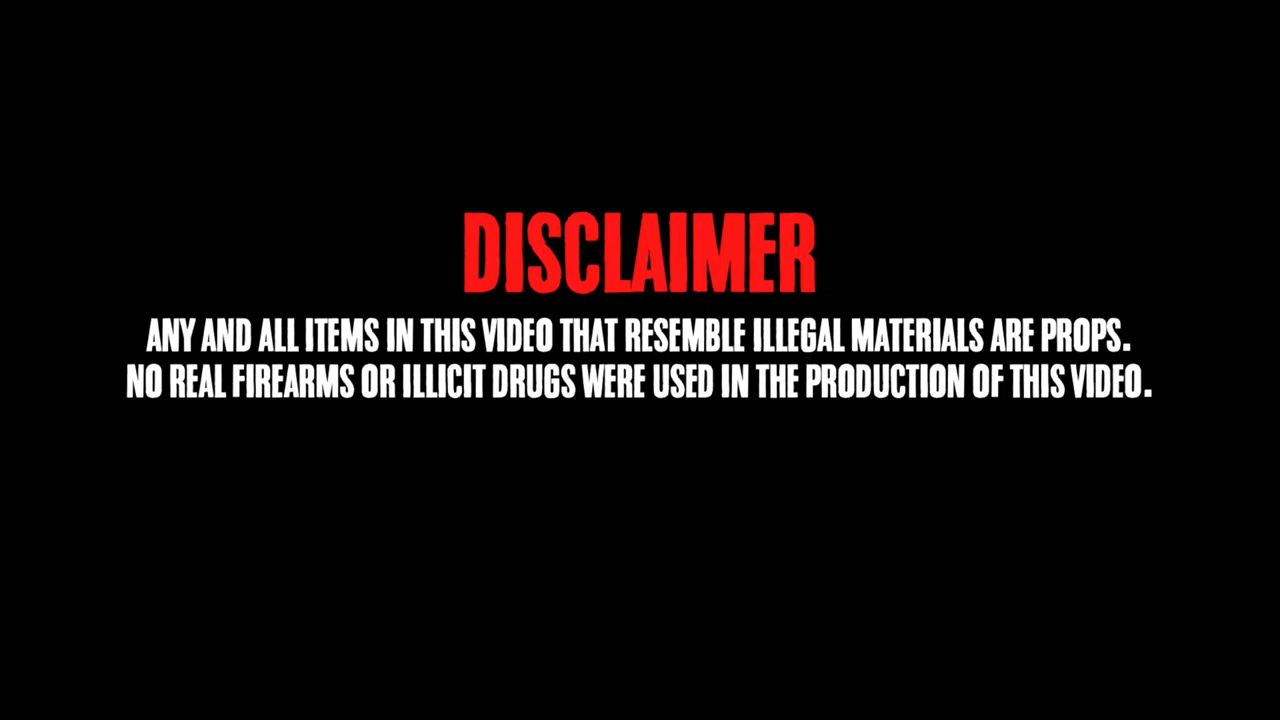 DISCLAIMER
ANY AND ALL ITEMS IN THIS VIDEO THAT RESEMBLE ILLEGAL MATERIALS ARE PROPS.
NO REAL FIREARMS OR ILLICIT DRUGS WERE USED IN THE PRODUCTION OF THIS VIDEO.